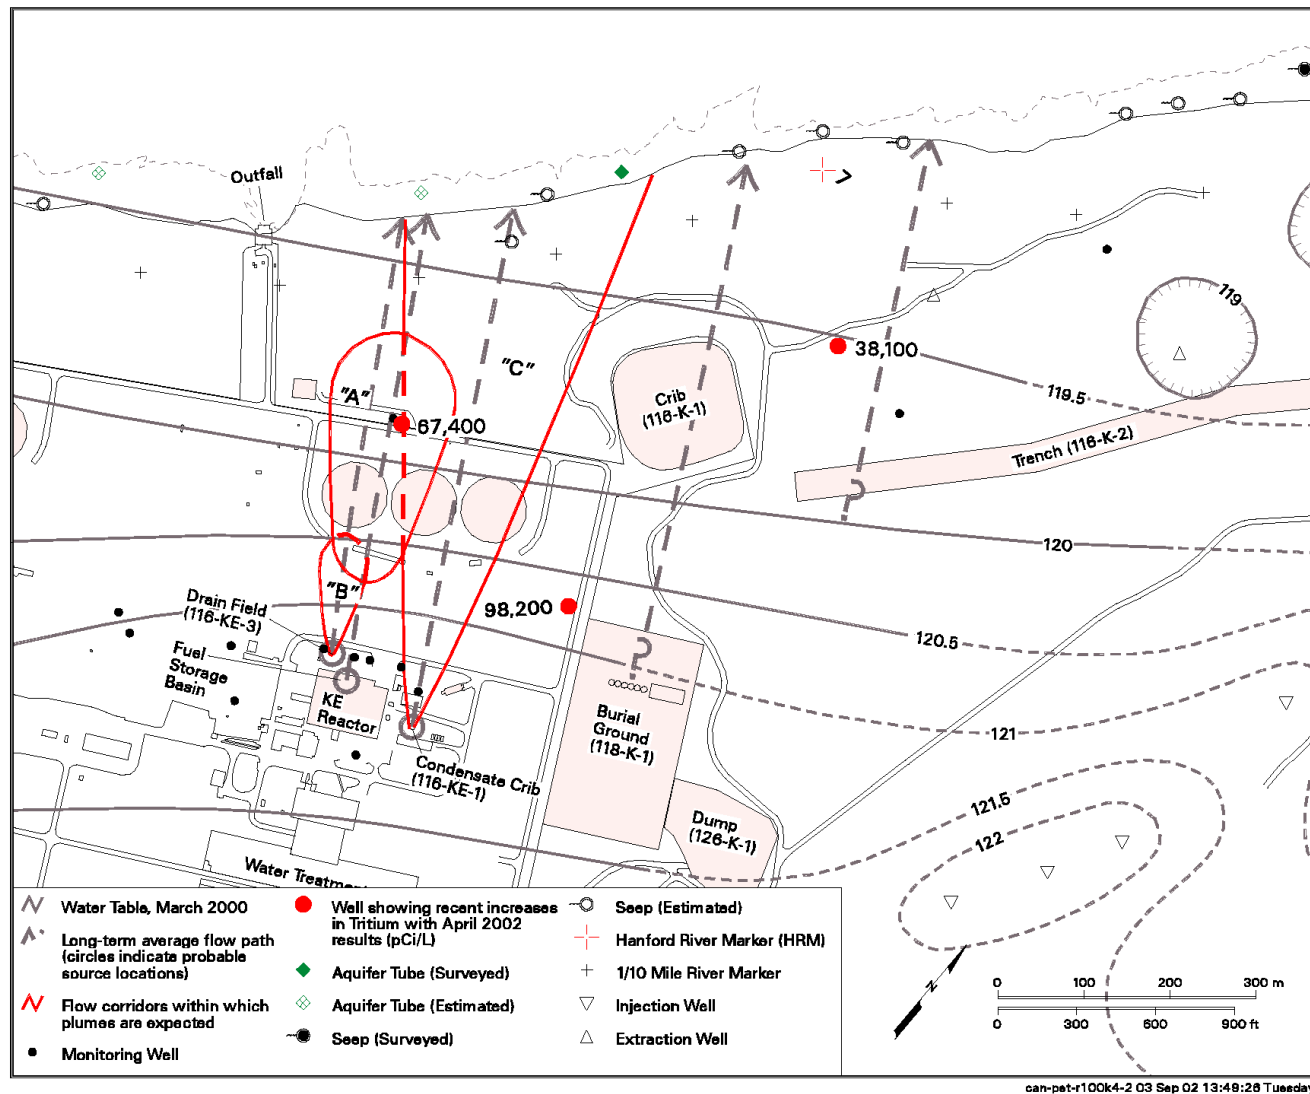 Outfall
"A"
"C"
67,400
38,100
119
119.5
Crib
(116-K-1)
Trench (116-K-2)
120
"B"
98,200
Drain Field
(116-KE-3)
120.5
Fuel
Storage
Basin
KE
Reactor
Burial
Ground
(118-K-1)
121
Condensate Crib
(116-KE-1)
121.5
Dump
(126-K-1)
122
Water Treatmen
Water Table, March 2000
Long-term average flow path
(circles indicate probable
source locations)
Flow corridors within which
plumes are expected
Monitoring Well
Well showing recent increases
in Tritium with April 2002
results (pCi/L)
Aquifer Tube (Surveyed)
Aquifer Tube (Estimated)
Seep (Surveyed)
Seep (Estimated)
Hanford River Marker (HRM)
1/10 Mile River Marker
Injection Well
Extraction Well
N
0 100 200 300 m
0 300 600 900 ft
can-pet-r100k4-2 03 Sep 02 13:49:26 Tuesday